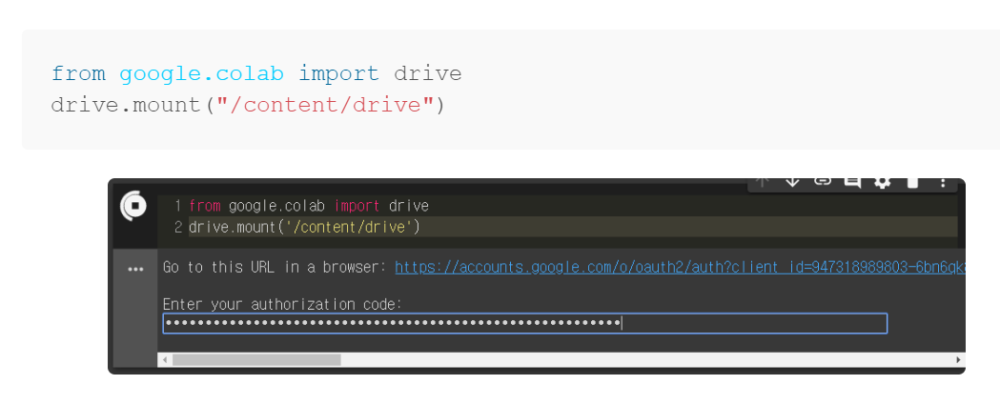 from google.colab import drive
drive.mount("/content/drive")
1 from google.colab import drive
2 drive.mount('/content/drive')
Go to this URL in a browser: https://accounts.google.com/o/oauth2/auth?client_id=947318989803-6bn6qk
Enter your authorization code: